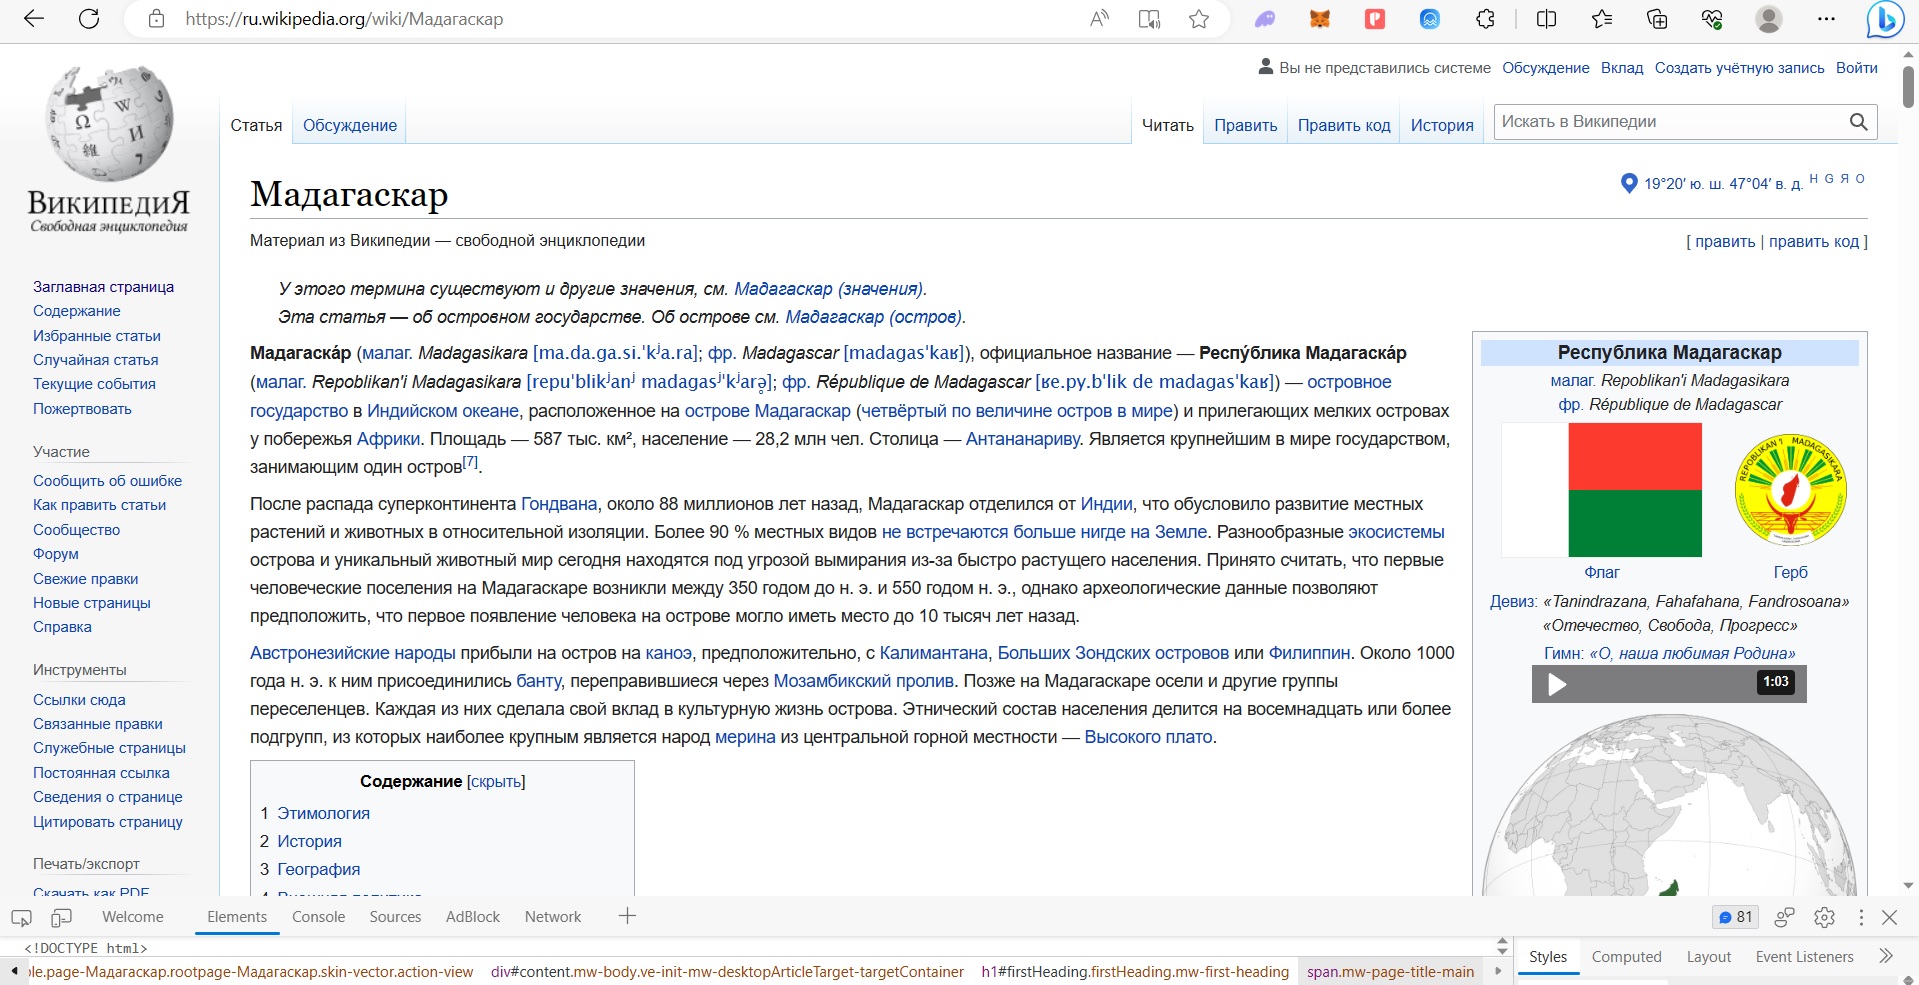 https://ru.wikipedia.org/wiki/Мадагаскар
Вы не представились системе Обсуждение Вклад Создать учётную запись Войти
Статья Обсуждение Читать Править Править код История Искать в Википедии
ВикипедиЯ
Свободная энциклопедия
Заглавная страница
Содержание
Избранные статьи
Случайная статья
Текущие события
Пожертвовать
Участие
Сообщить об ошибке
Как править статьи
Сообщество
Форум
Свежие правки
Новые страницы
Справка
Инструменты
Ссылки сюда
Связанные правки
Служебные страницы
Постоянная ссылка
Сведения о странице
Цитировать страницу
Печать/экспорт
Скачать как PDF
Мадагаскар
19°20′ ю. ш. 47°04′ в. д. H G Я O
Материал из Википедии — свободной энциклопедии
[ править | править код ]
У этого термина существуют и другие значения, см. Мадагаскар (значения).
Эта статья — об островном государстве. Об острове см. Мадагаскар (остров).
Мадагаска́р (малаг. Madagasikara [ma.da.ga.si.ˈkʲa.ra]; фр. Madagascar [madagasˈkaʁ]), официальное название — Респу́блика Мадагаска́р
(малаг. Repoblikan'i Madagasikara [repuˈblikʲanʲ madagasʲˈkʲarə̥]; фр. République de Madagascar [ʁe.py.bˈlik de madagasˈkaʁ]) — островное
государство в Индийском океане, расположенное на острове Мадагаскар (четвёртый по величине остров в мире) и прилегающих мелких островах
у побережья Африки. Площадь — 587 тыс. км², население — 28,2 млн чел. Столица — Антананариву. Является крупнейшим в мире государством,
занимающим один остров[7].
После распада суперконтинента Гондвана, около 88 миллионов лет назад, Мадагаскар отделился от Индии, что обусловило развитие местных
растений и животных в относительной изоляции. Более 90 % местных видов не встречаются больше нигде на Земле. Разнообразные экосистемы
острова и уникальный животный мир сегодня находятся под угрозой вымирания из-за быстро растущего населения. Принято считать, что первые
человеческие поселения на Мадагаскаре возникли между 350 годом до н. э. и 550 годом н. э., однако археологические данные позволяют
предположить, что первое появление человека на острове могло иметь место до 10 тысяч лет назад.
Австронезийские народы прибыли на остров на каноэ, предположительно, с Калимантана, Больших Зондских островов или Филиппин. Около 1000
года н. э. к ним присоединились банту, переправившиеся через Мозамбикский пролив. Позже на Мадагаскаре осели и другие группы
переселенцев. Каждая из них сделала свой вклад в культурную жизнь острова. Этнический состав населения делится на восемнадцать или более
подгрупп, из которых наиболее крупным является народ мерина из центральной горной местности — Высокого плато.
Содержание [скрыть]
1 Этимология
2 История
3 География
Республика Мадагаскар
малаг. Repoblikan'i Madagasikara
фр. République de Madagascar
REPOBLIKAN'I MADAGASIKARA
Флаг Герб
Девиз: «Tanindrazana, Fahafahana, Fandrosoana»
«Отечество, Свобода, Прогресс»
Гимн: «О, наша любимая Родина»
1:03
Welcome Elements Console Sources AdBlock Network 81
<!DOCTYPE html>
le.page-Мадагаскар.rootpage-Мадагаскар.skin-vector.action-view div#content.mw-body.ve-init-mw-desktopArticleTarget-targetContainer h1#firstHeading.firstHeading.mw-first-heading span.mw-page-title-main
Styles Computed Layout Event Listeners